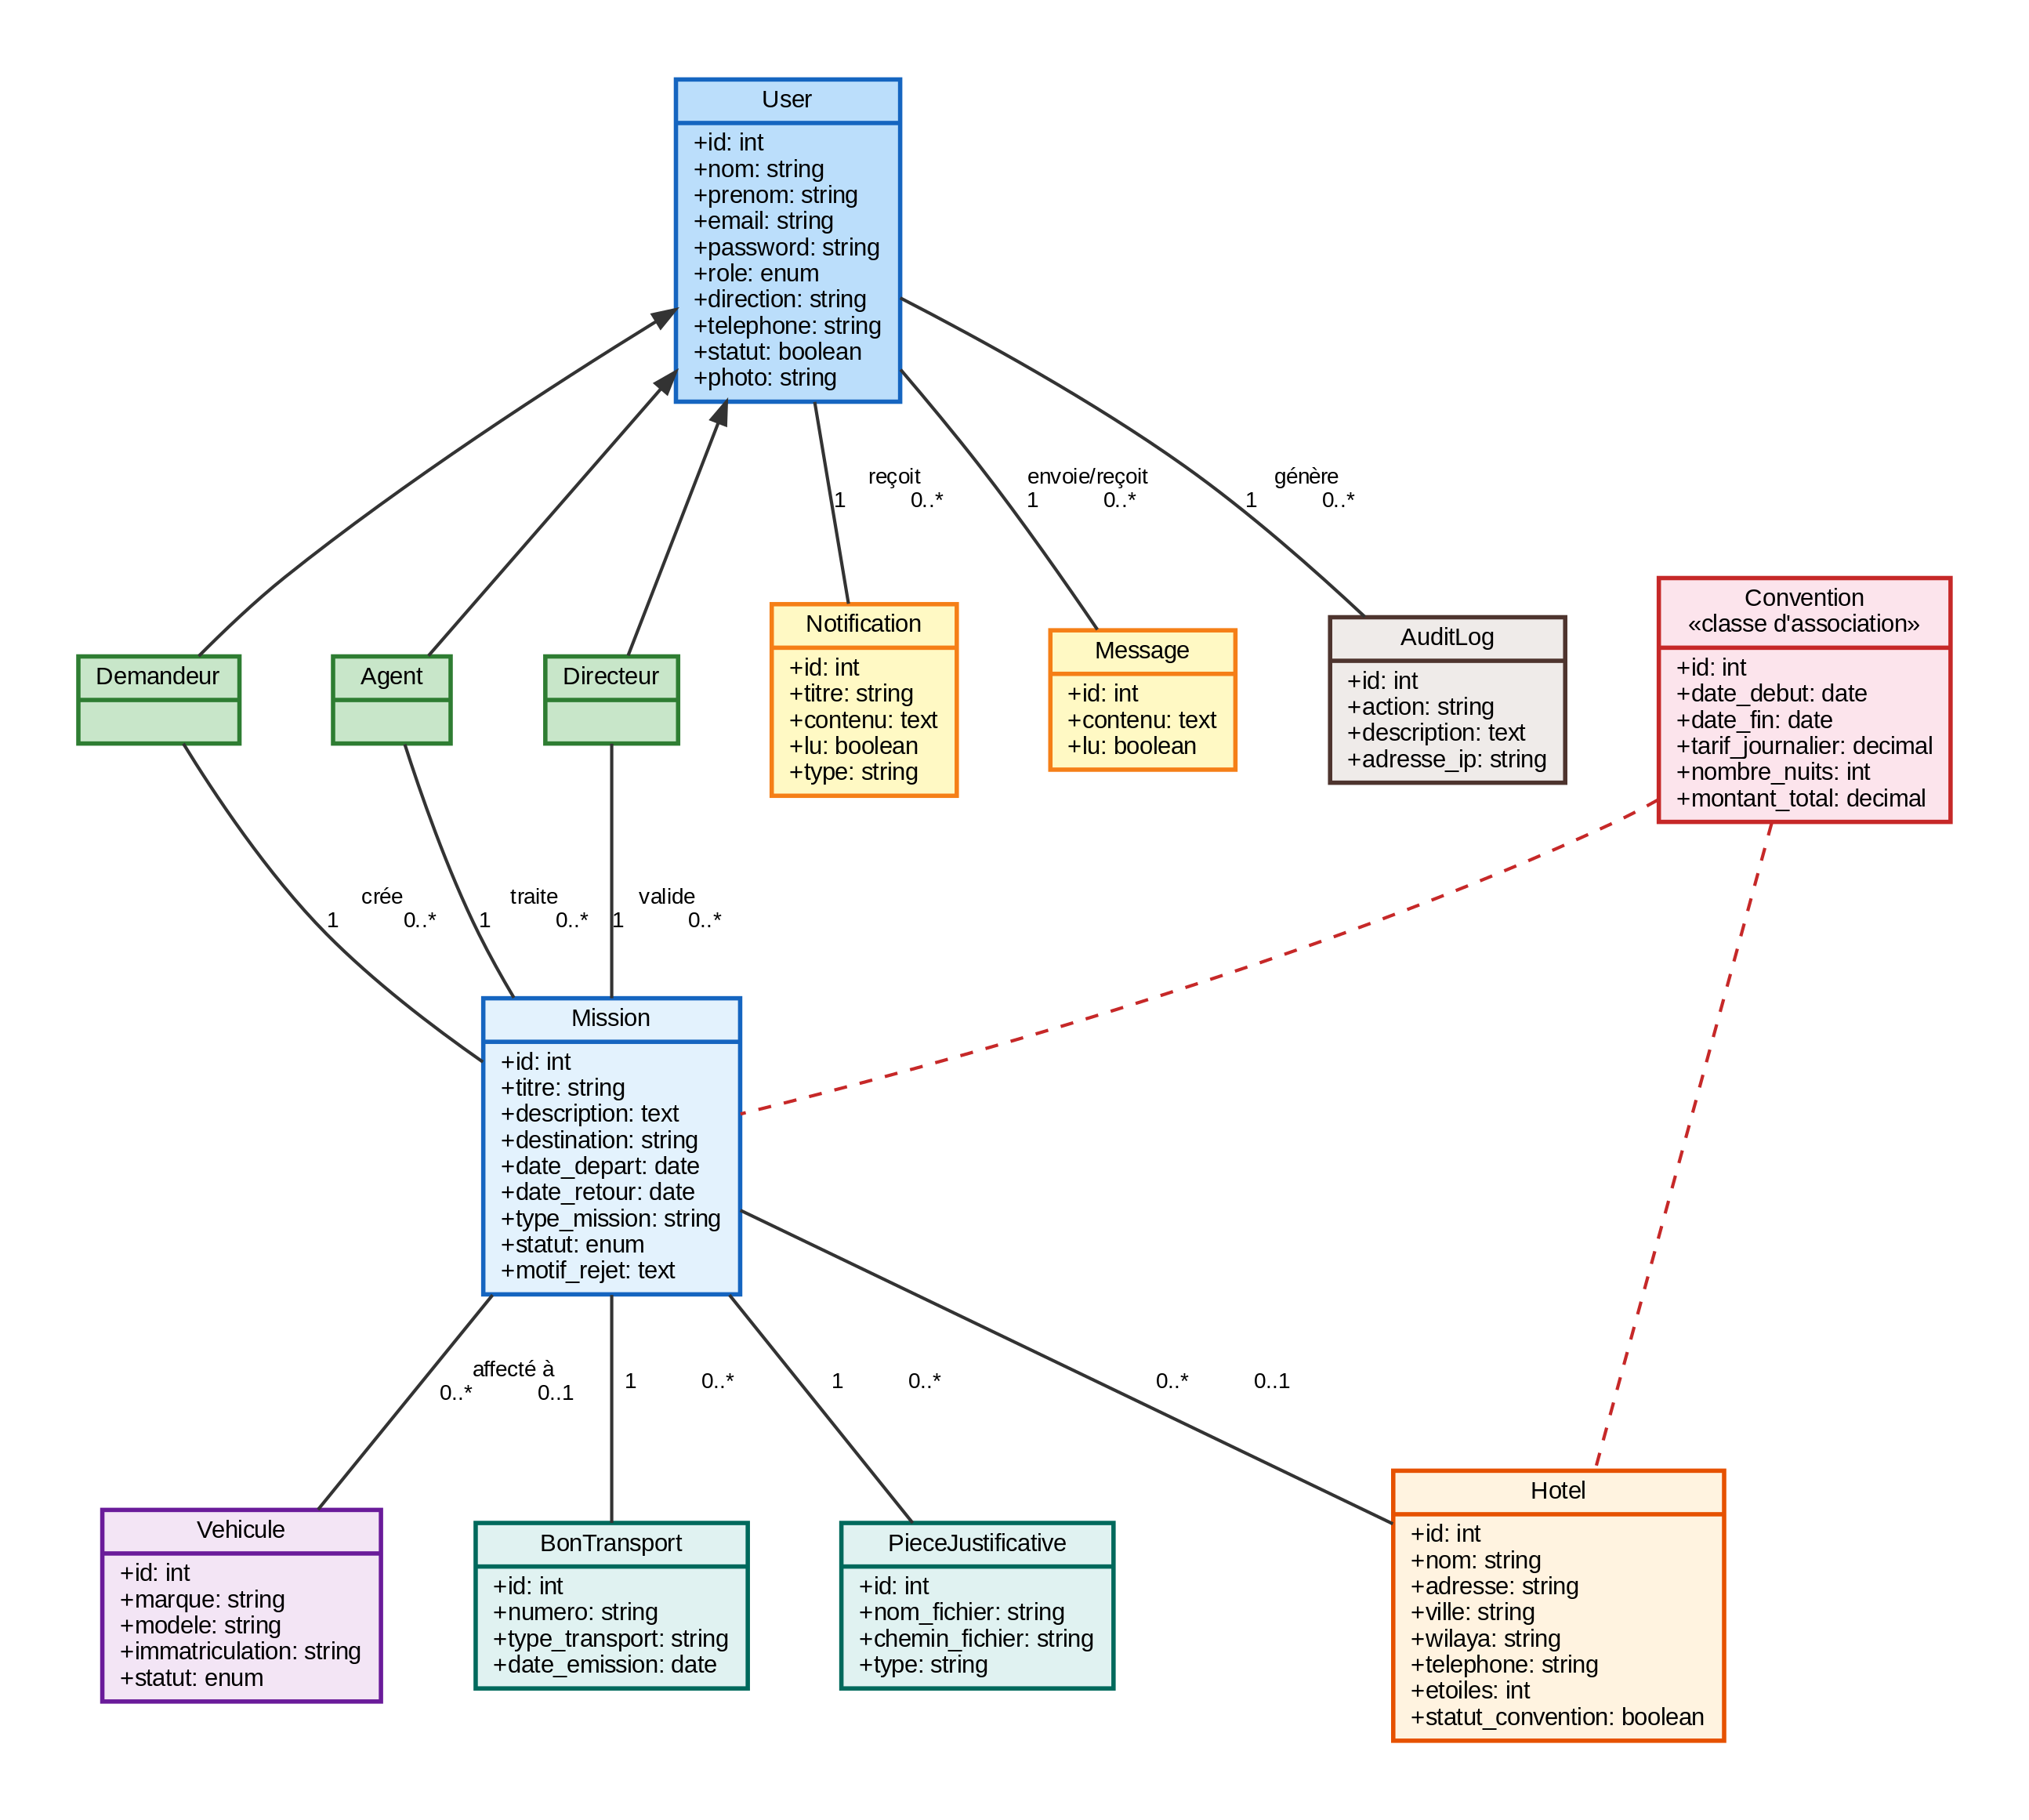 User
+id: int
+nom: string
+prenom: string
+email: string
+password: string
+role: enum
+direction: string
+telephone: string
+statut: boolean
+photo: string
reçoit
1 0..*
envoie/reçoit
1 0..*
génère
1 0..*
Demandeur
Agent
Directeur
Notification
+id: int
+titre: string
+contenu: text
+lu: boolean
+type: string
Message
+id: int
+contenu: text
+lu: boolean
AuditLog
+id: int
+action: string
+description: text
+adresse_ip: string
Convention
«classe d'association»
+id: int
+date_debut: date
+date_fin: date
+tarif_journalier: decimal
+nombre_nuits: int
+montant_total: decimal
crée
1 0..*
traite
1 0..*
valide
1 0..*
Mission
+id: int
+titre: string
+description: text
+destination: string
+date_depart: date
+date_retour: date
+type_mission: string
+statut: enum
+motif_rejet: text
affecté à
0..* 0..1
1 0..*
1 0..*
0..* 0..1
Vehicule
+id: int
+marque: string
+modele: string
+immatriculation: string
+statut: enum
BonTransport
+id: int
+numero: string
+type_transport: string
+date_emission: date
PieceJustificative
+id: int
+nom_fichier: string
+chemin_fichier: string
+type: string
Hotel
+id: int
+nom: string
+adresse: string
+ville: string
+wilaya: string
+telephone: string
+etoiles: int
+statut_convention: boolean